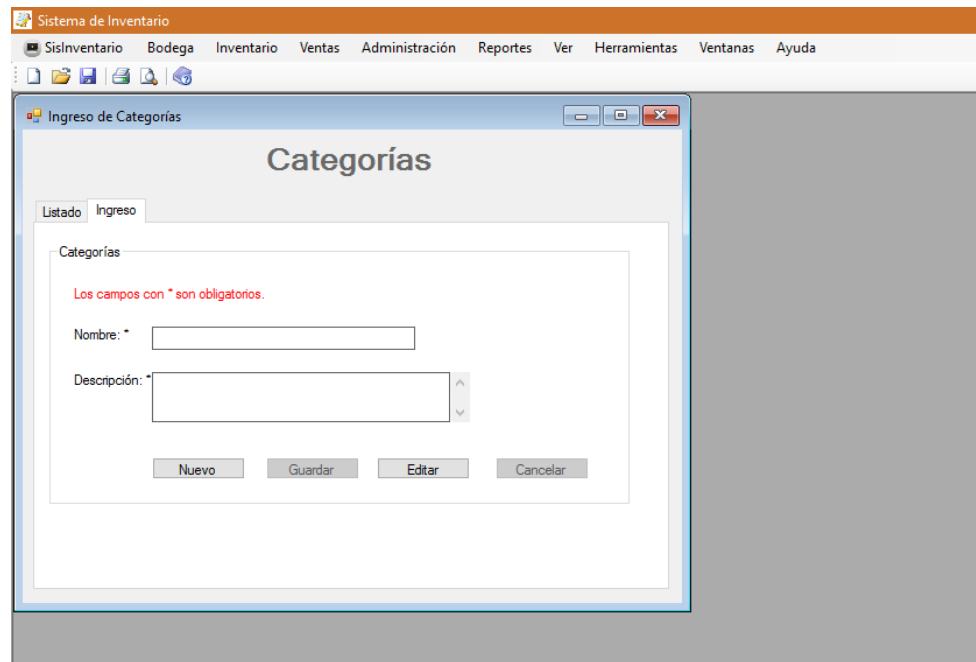 Sistema de Inventario
SisInventario Bodega Inventario Ventas Administración Reportes Ver Herramientas Ventanas Ayuda
Ingreso de Categorías
Categorías
Listado Ingreso
Categorías
Los campos con * son obligatorios.
Nombre: *
Descripción: *
Nuevo Guardar Editar Cancelar